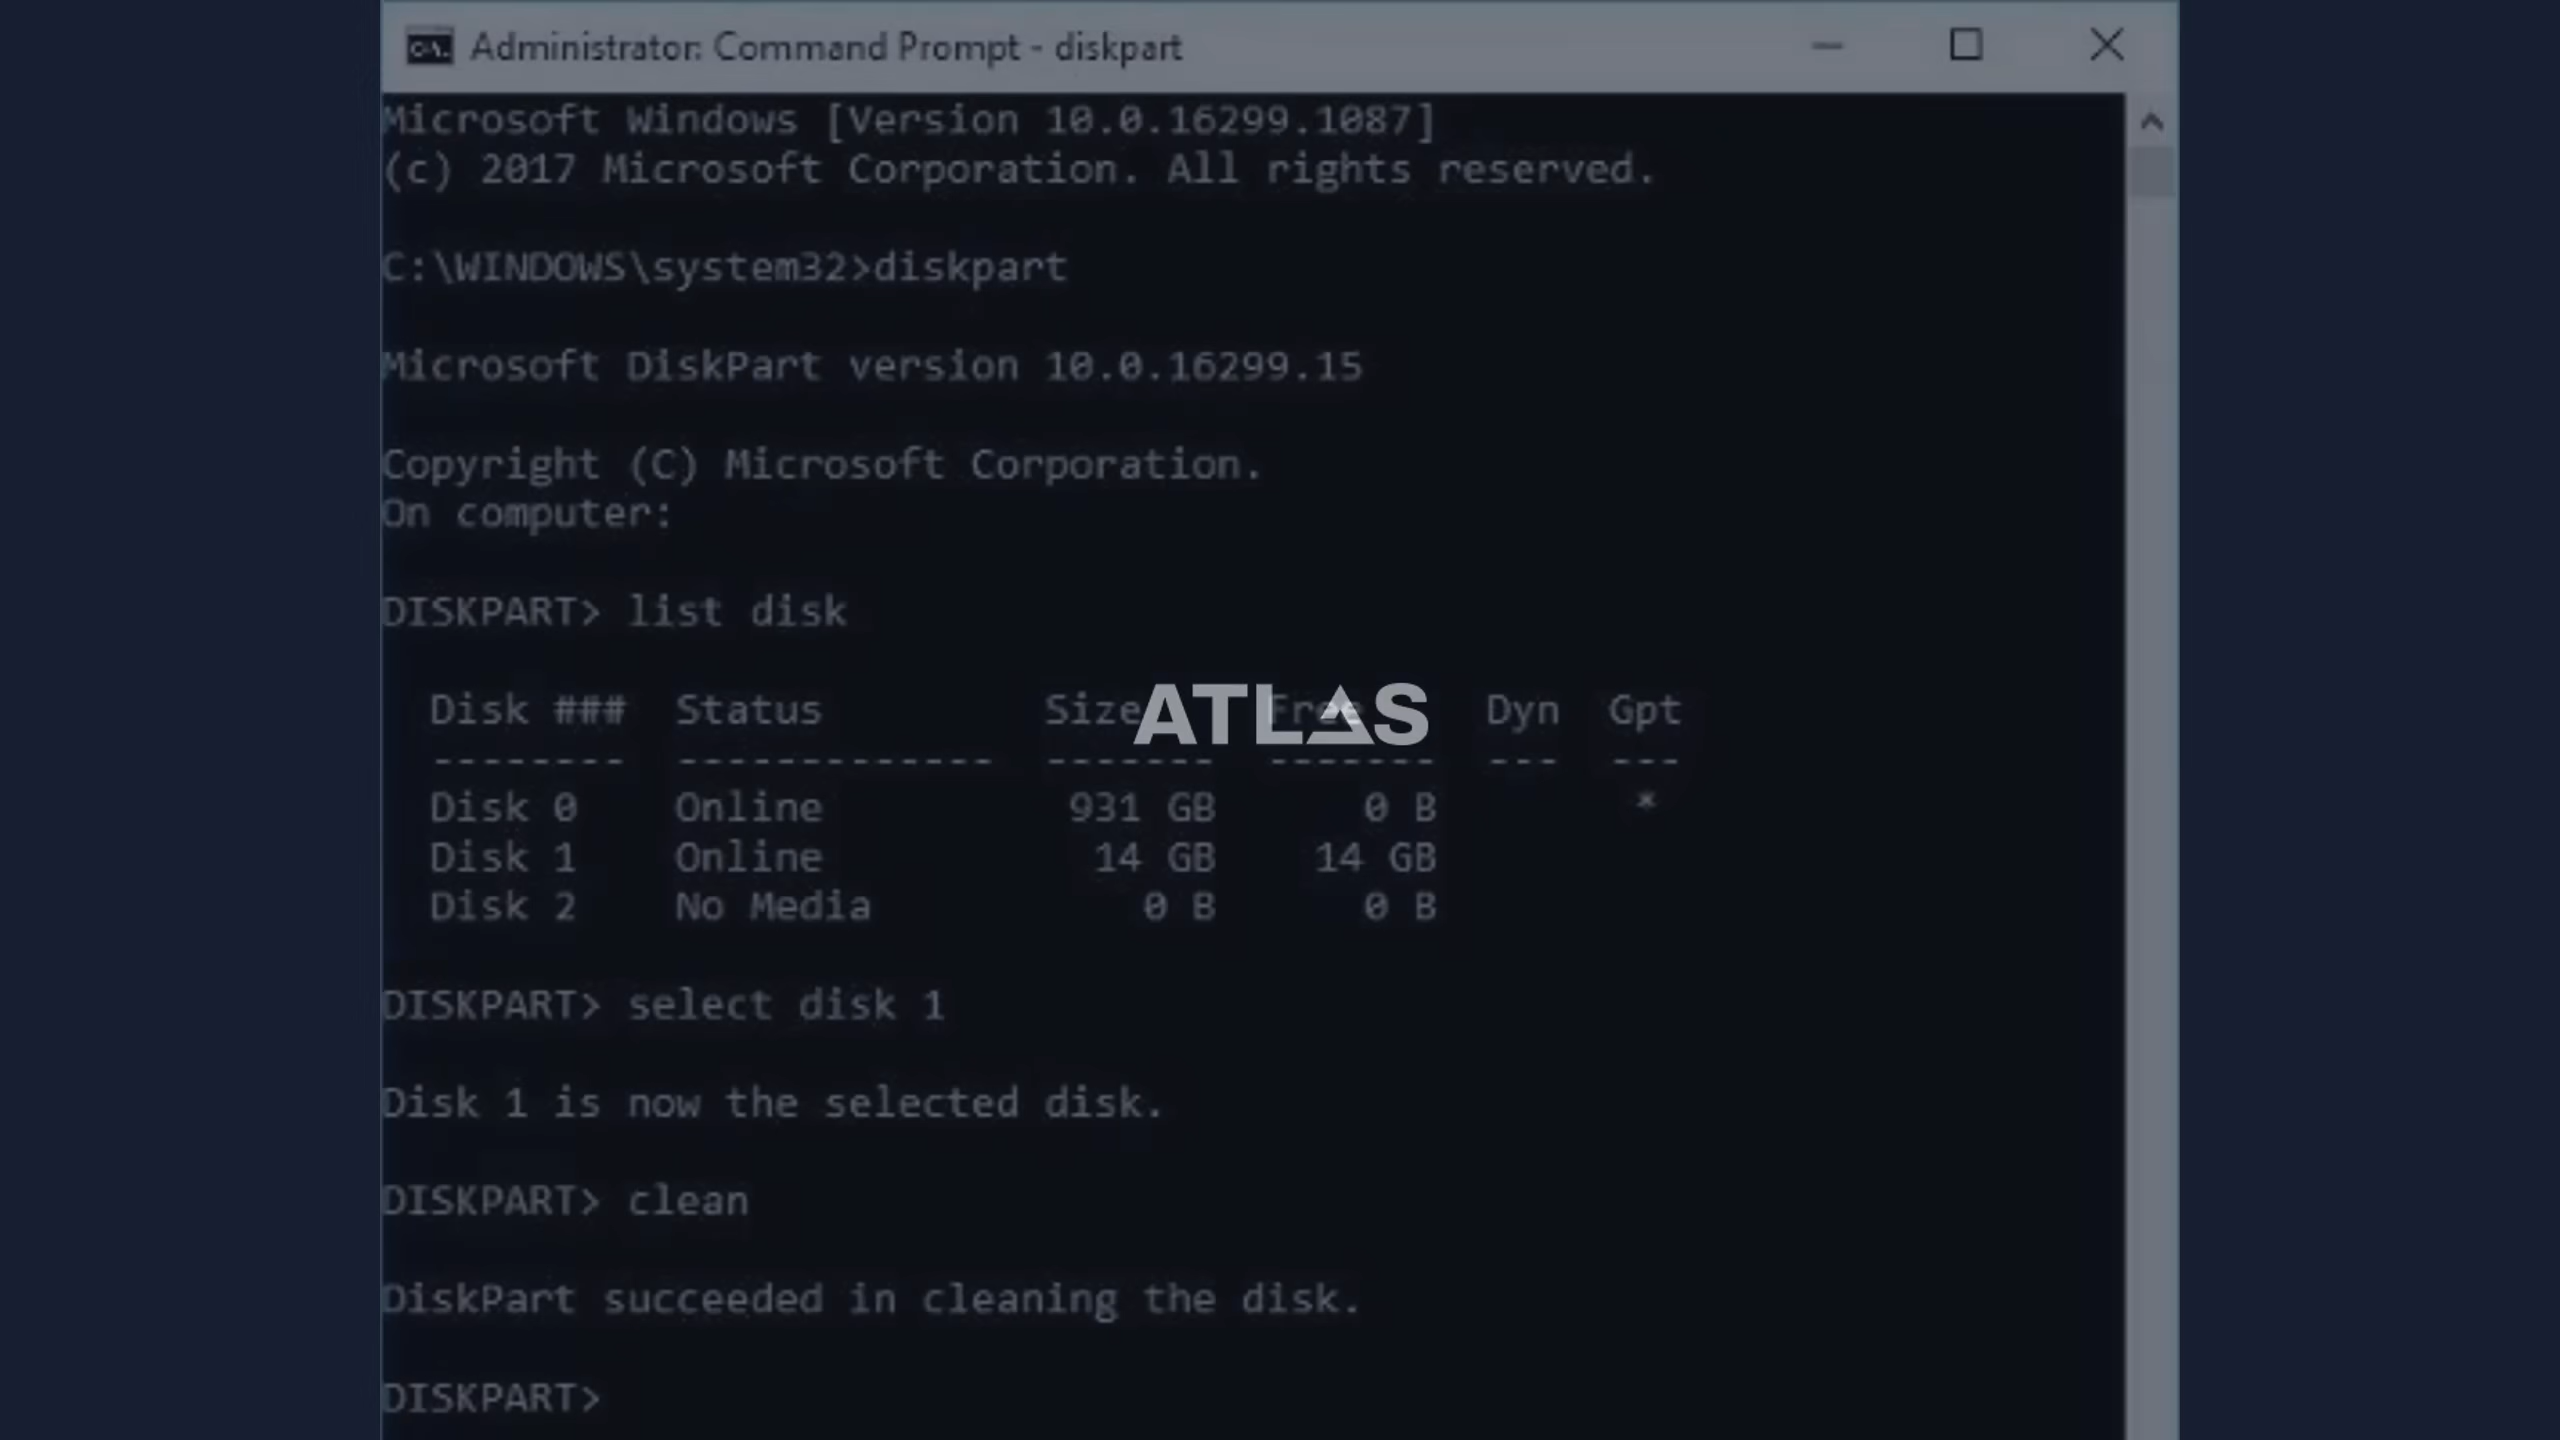 Administrator: Command Prompt - diskpart
Microsoft Windows [Version 10.0.16299.1087]
(c) 2017 Microsoft Corporation. All rights reserved.
C:\WINDOWS\system32>diskpart
Microsoft DiskPart version 10.0.16299.15
Copyright (C) Microsoft Corporation.
On computer:
DISKPART> list disk
Disk ### Status Size Free Dyn Gpt
ATLAS
-------- ------------- ------- ------- --- ---
Disk 0 Online 931 GB 0 B *
Disk 1 Online 14 GB 14 GB
Disk 2 No Media 0 B 0 B
DISKPART> select disk 1
Disk 1 is now the selected disk.
DISKPART> clean
DiskPart succeeded in cleaning the disk.
DISKPART>